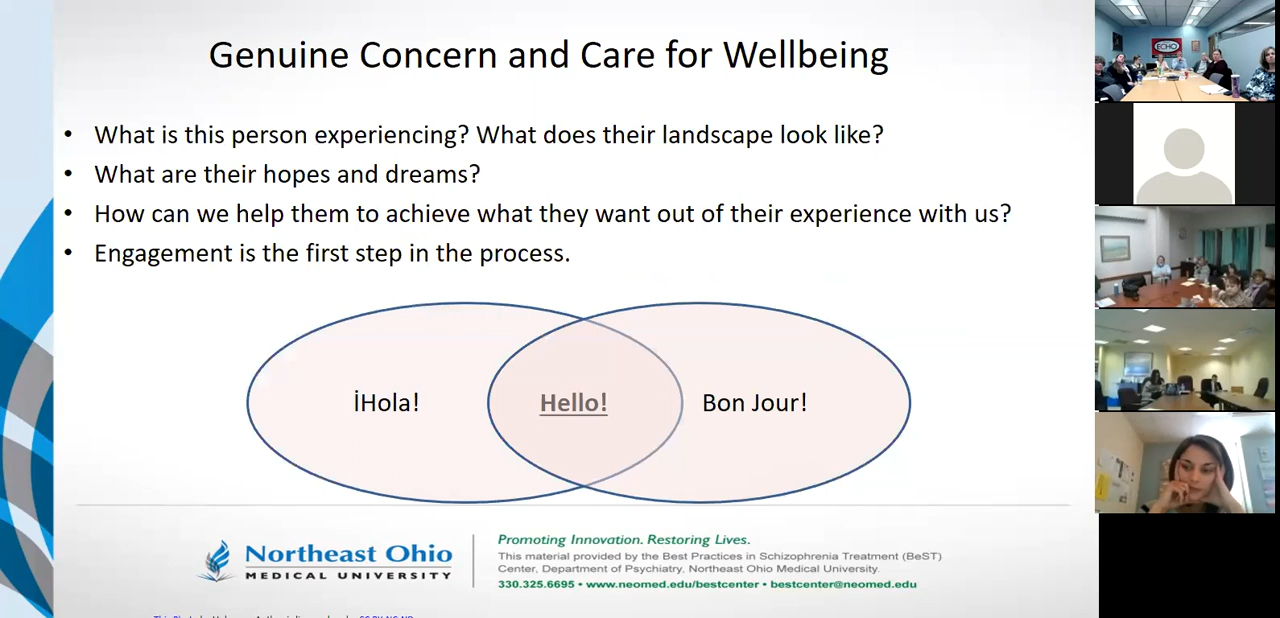 Genuine Concern and Care for Wellbeing
• What is this person experiencing? What does their landscape look like?
• What are their hopes and dreams?
• How can we help them to achieve what they want out of their experience with us?
• Engagement is the first step in the process.
¡Hola!
Hello!
Bon Jour!
Northeast Ohio
MEDICAL UNIVERSITY
Promoting Innovation. Restoring Lives.
This material provided by the Best Practices in Schizophrenia Treatment (BeST)
Center, Department of Psychiatry, Northeast Ohio Medical University.
330.325.6695 • www.neomed.edu/bestcenter • bestcenter@neomed.edu
ECHO